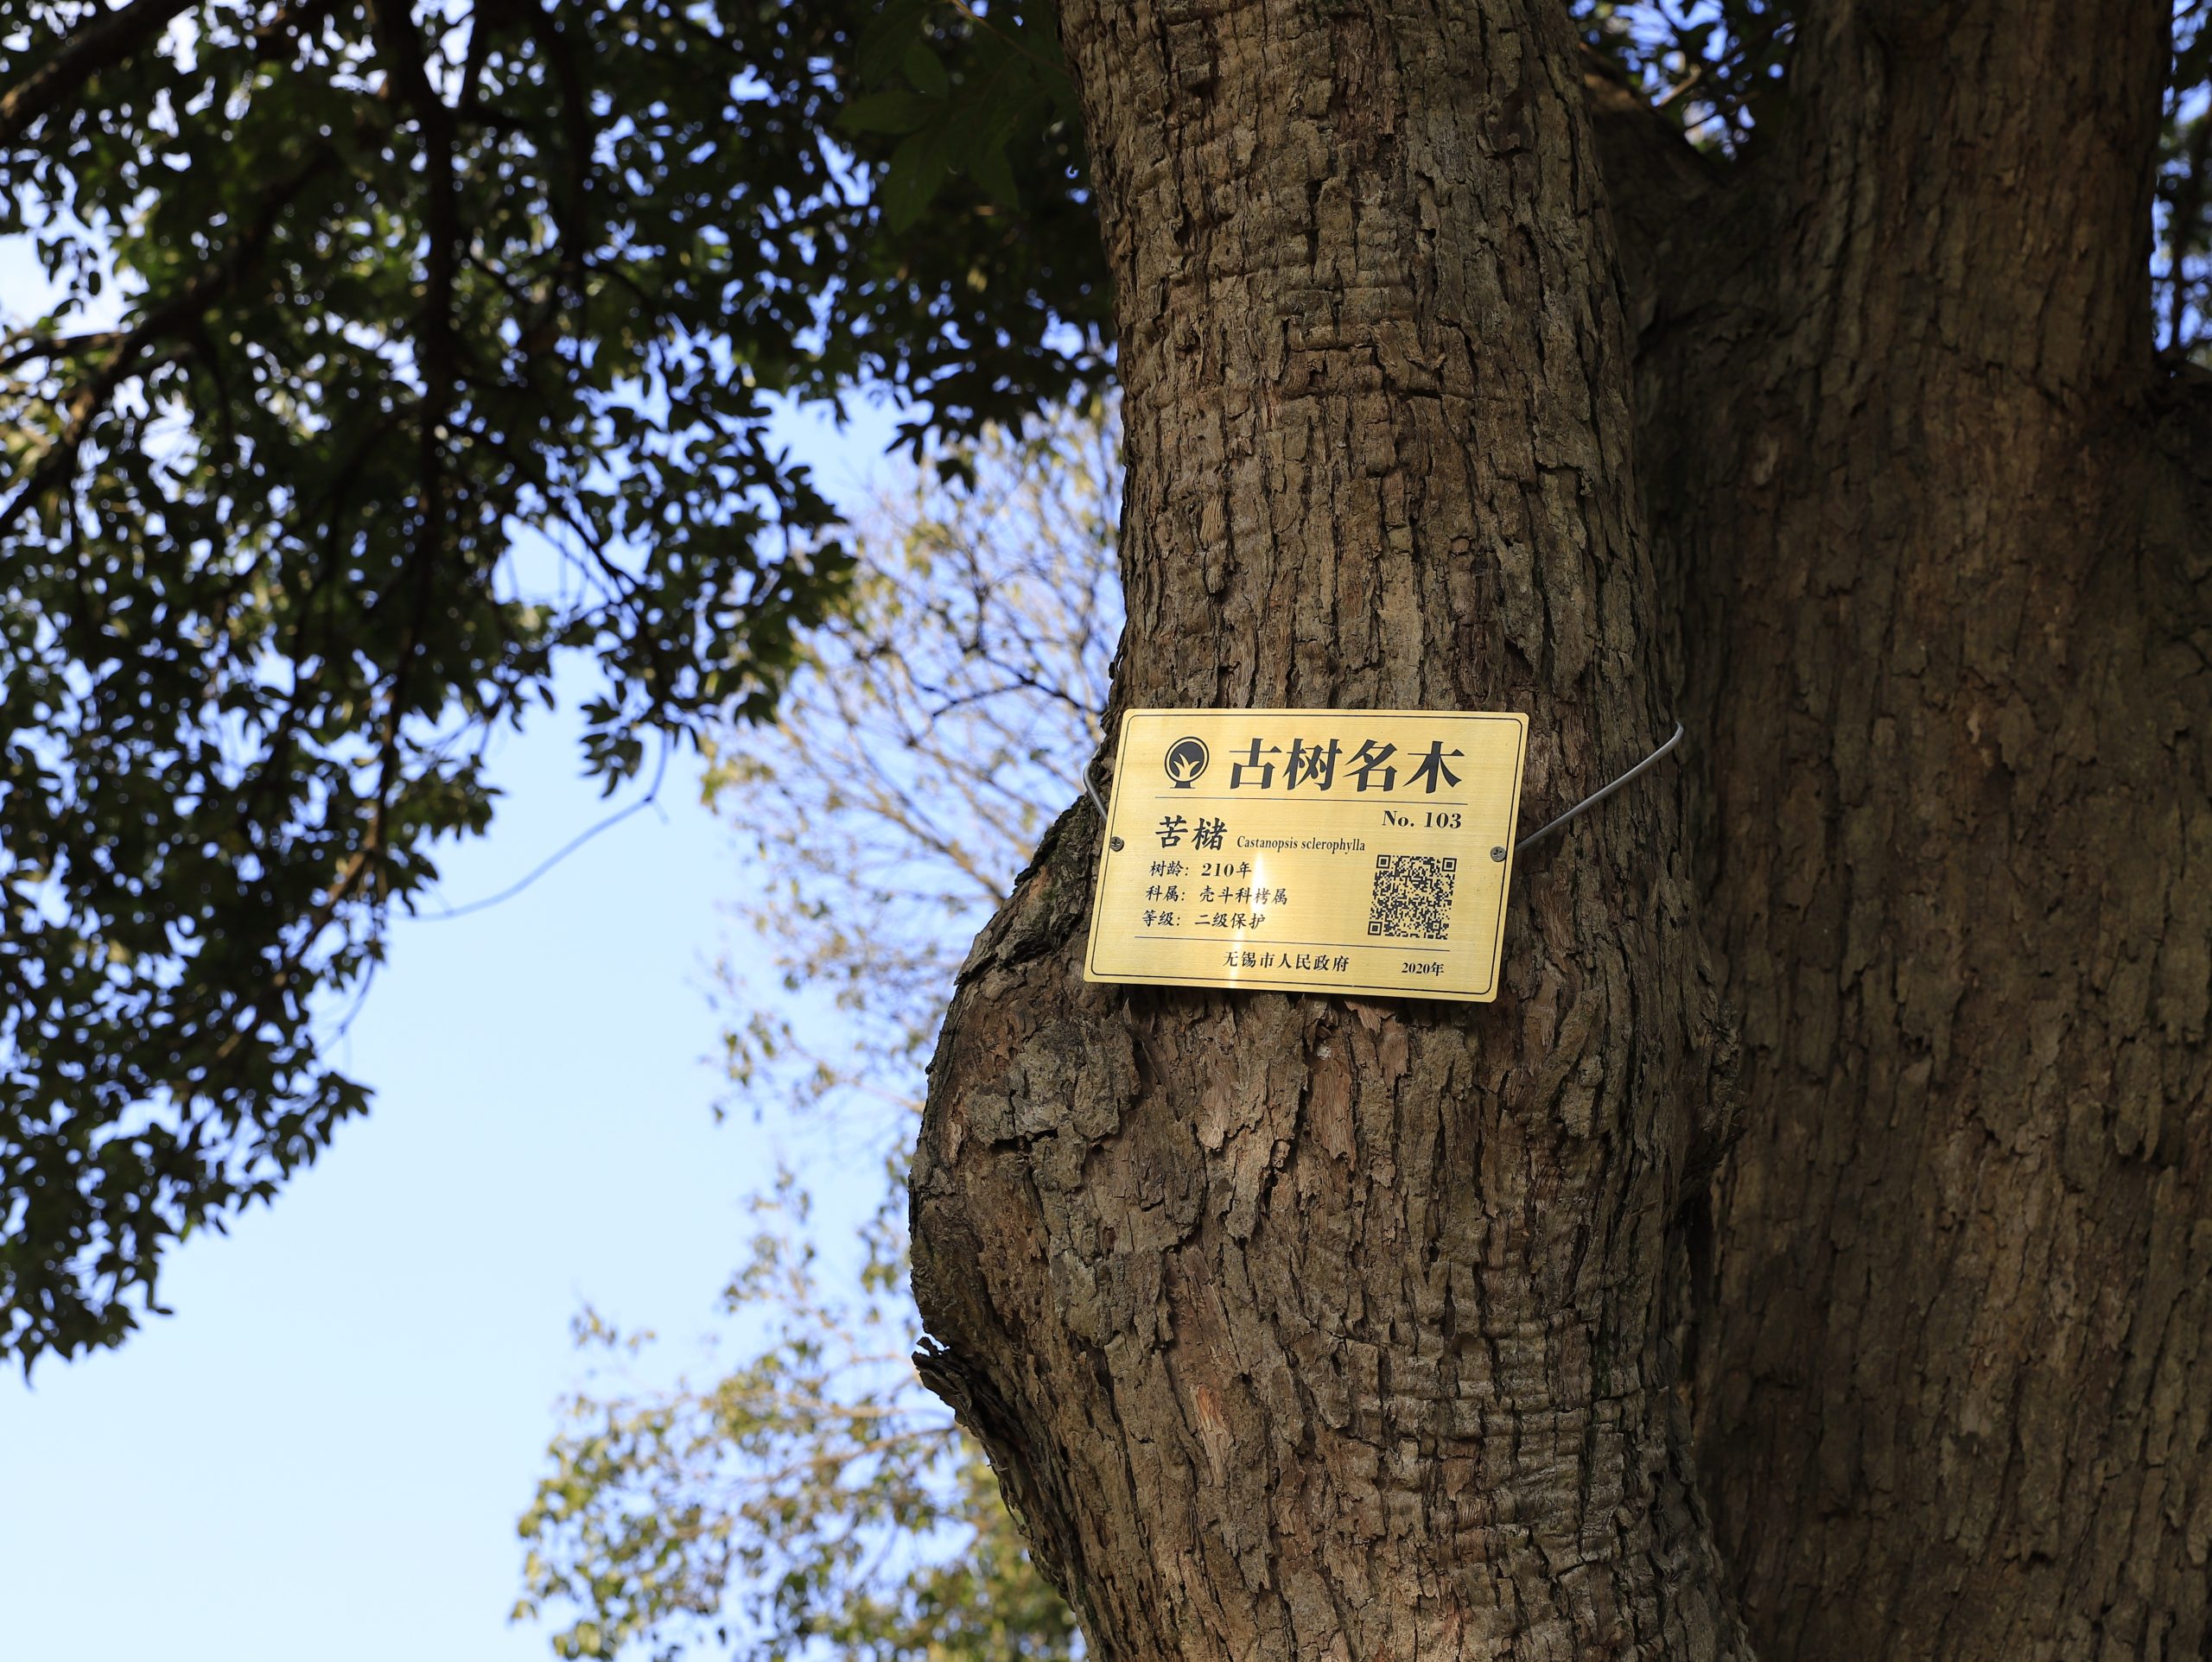 古树名木
No. 103
苦槠 Castanopsis sclerophylla
树龄：210年
科属：壳斗科栲属
等级：二级保护
无锡市人民政府 2020年